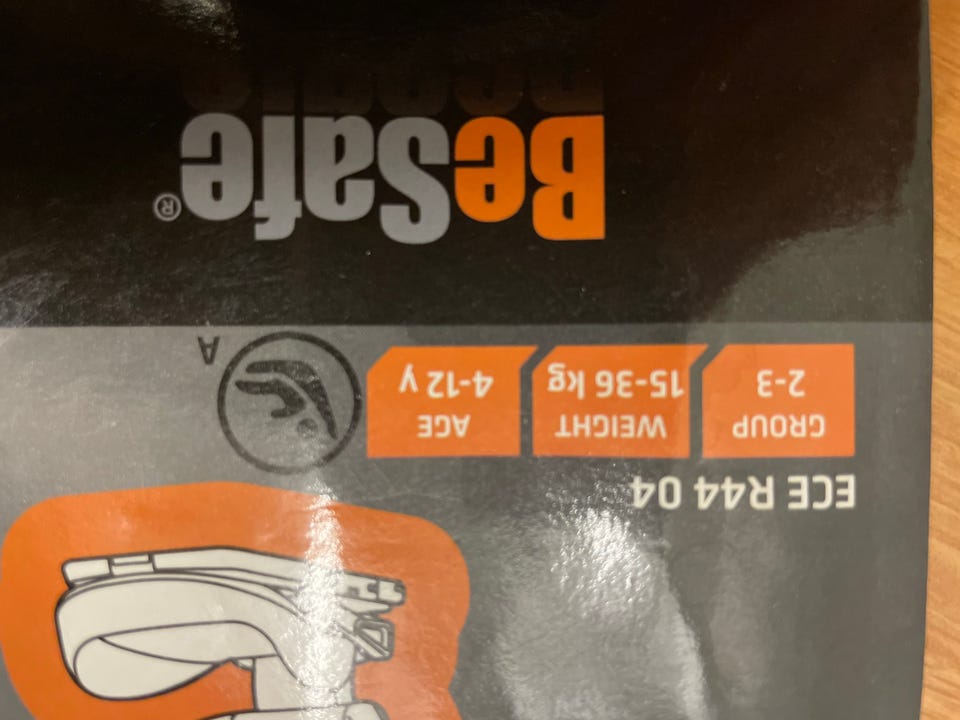 ECE R44 04
GROUP
2-3
WEIGHT
15-36 kg
AGE
4-12 y
A
BeSafe®